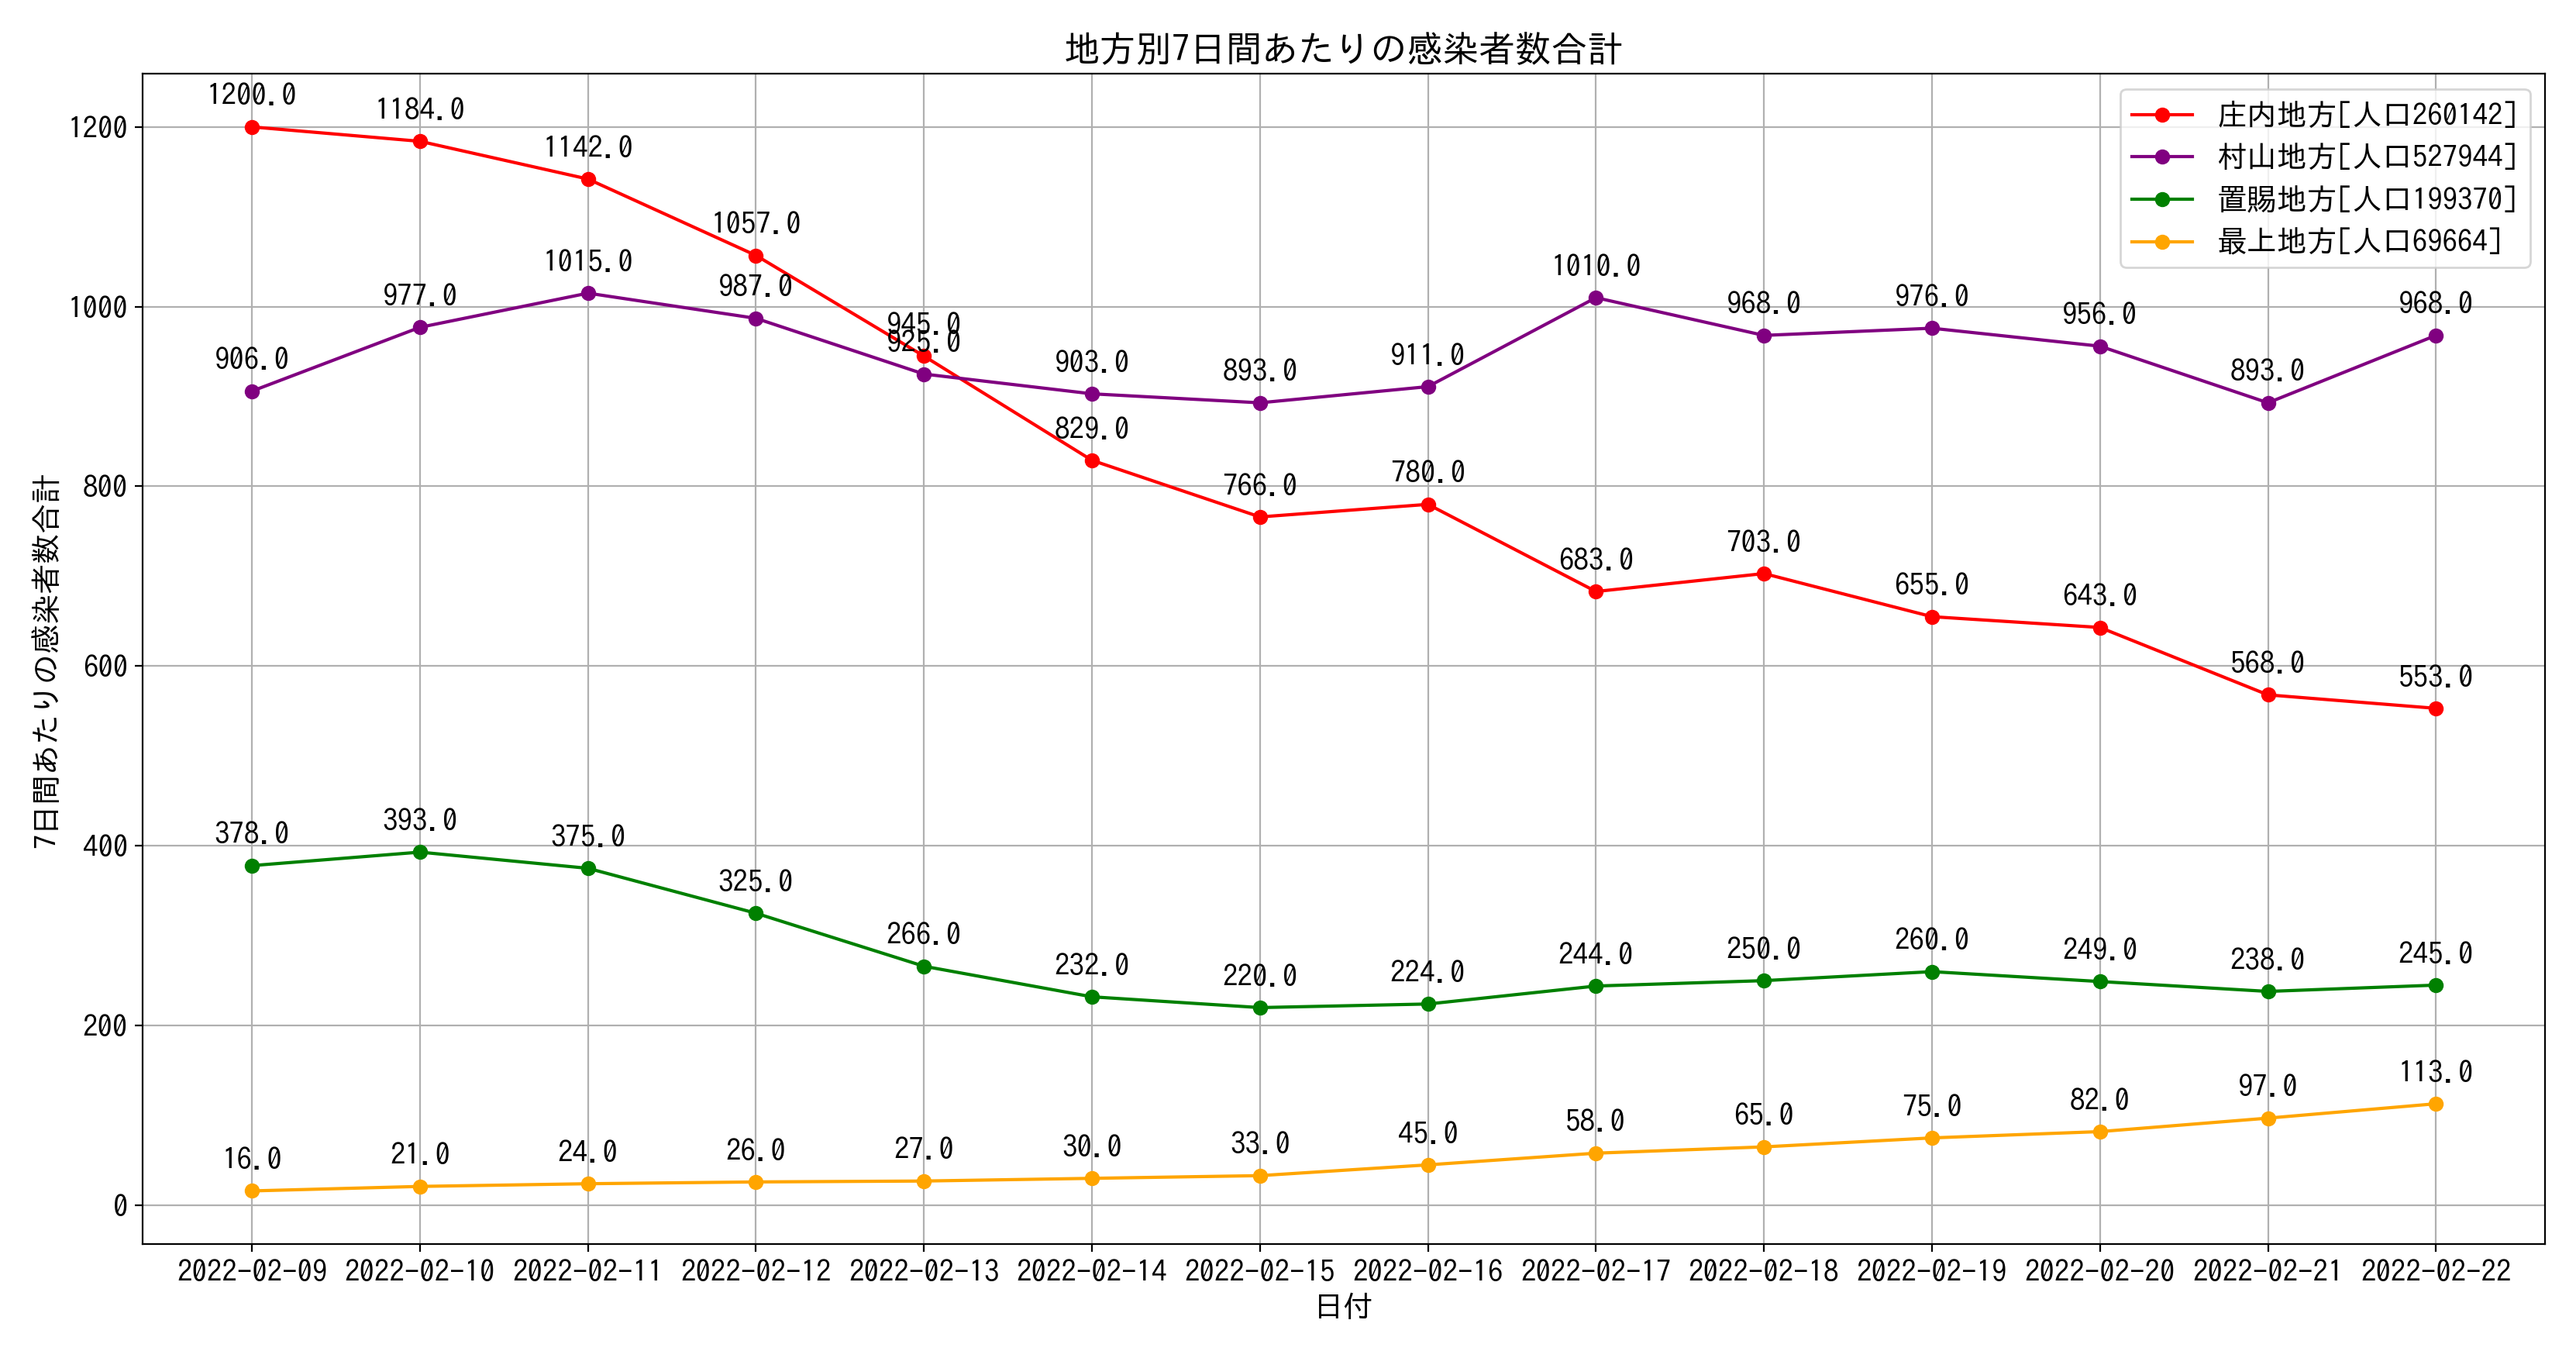 地方別7日間あたりの感染者数合計
庄内地方[人口260142]
村山地方[人口527944]
置賜地方[人口199370]
最上地方[人口69664]
7日間あたりの感染者数合計
1200
1000
800
600
400
200
0
1200.0 1184.0 1142.0 1057.0 945.0 829.0 766.0 780.0 683.0 703.0 655.0 643.0 568.0 553.0
906.0 977.0 1015.0 987.0 925.0 903.0 893.0 911.0 1010.0 968.0 976.0 956.0 893.0 968.0
378.0 393.0 375.0 325.0 266.0 232.0 220.0 224.0 244.0 250.0 260.0 249.0 238.0 245.0
16.0 21.0 24.0 26.0 27.0 30.0 33.0 45.0 58.0 65.0 75.0 82.0 97.0 113.0
2022-02-09 2022-02-10 2022-02-11 2022-02-12 2022-02-13 2022-02-14 2022-02-15 2022-02-16 2022-02-17 2022-02-18 2022-02-19 2022-02-20 2022-02-21 2022-02-22
日付